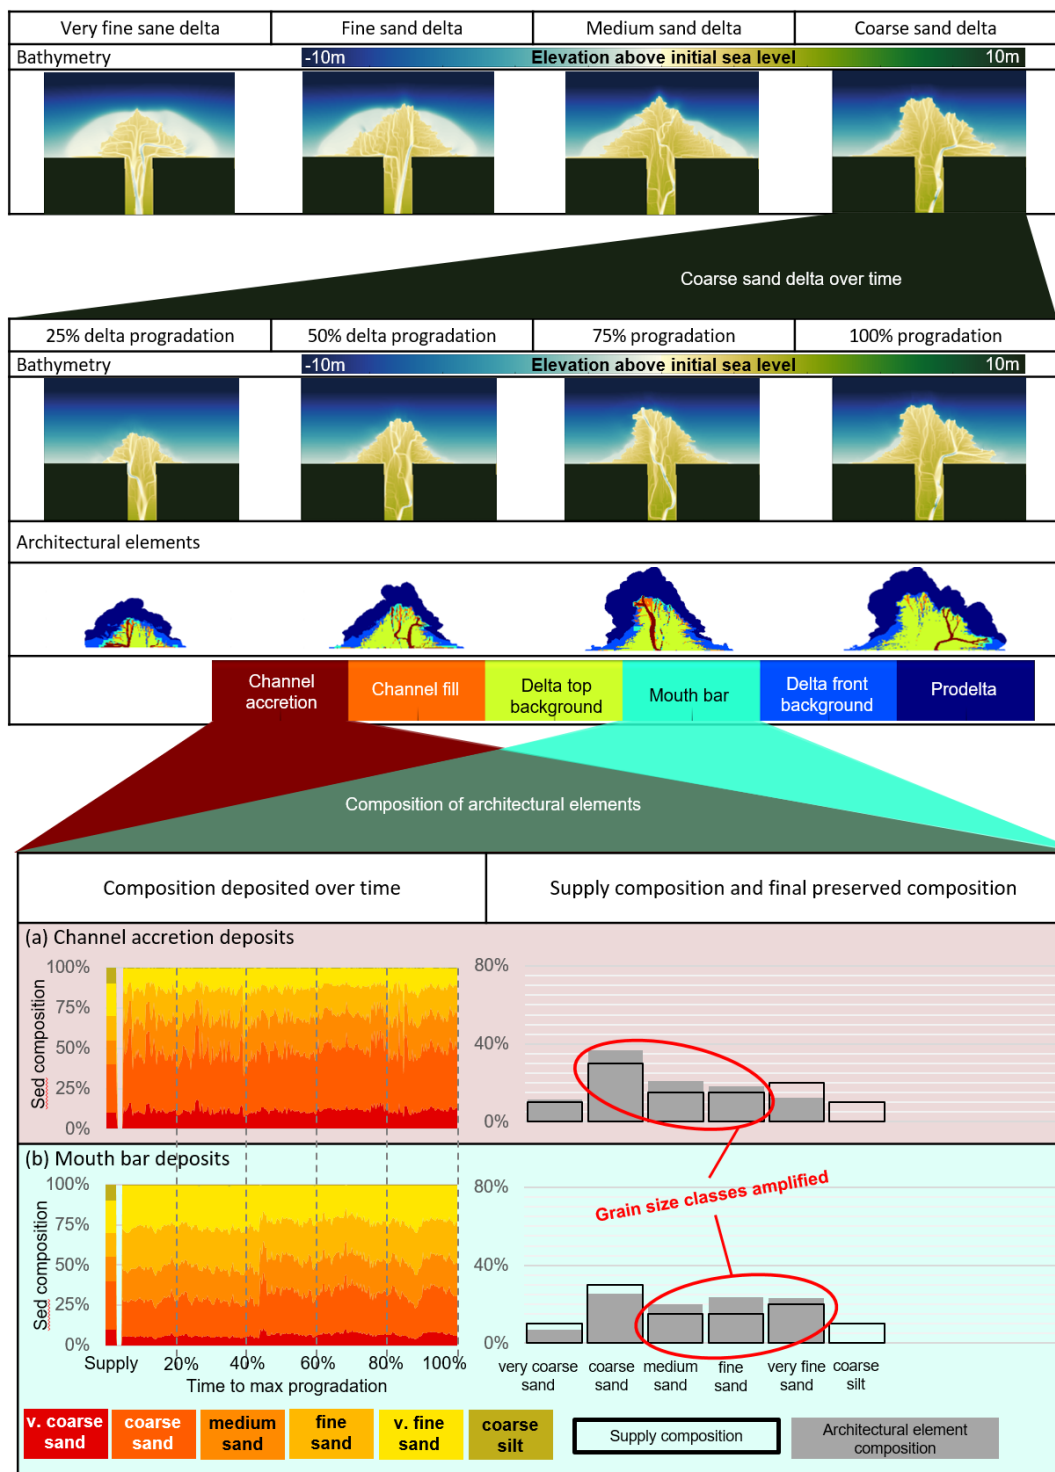 Very fine sane delta
Fine sand delta
Medium sand delta
Coarse sand delta
Bathymetry
-10m
Elevation above initial sea level
10m
Coarse sand delta over time
25% delta progradation
50% delta progradation
75% progradation
100% progradation
Bathymetry
-10m
Elevation above initial sea level
10m
Architectural elements
Channel
accretion
Channel fill
Delta top
background
Mouth bar
Delta front
background
Prodelta
Composition of architectural elements
Composition deposited over time
Supply composition and final preserved composition
(a) Channel accretion deposits
Sed composition
100%
75%
50%
25%
0%
80%
40%
0%
(b) Mouth bar deposits
Sed composition
100%
75%
50%
25%
0%
Supply
20%
40%
60%
80%
100%
Time to max progradation
Grain size classes amplified
80%
40%
0%
very coarse
sand
coarse
sand
medium
sand
fine
sand
very fine
sand
coarse
silt
v. coarse
sand
coarse
sand
medium
sand
fine
sand
v. fine
sand
coarse
silt
Supply composition
Architectural element
composition